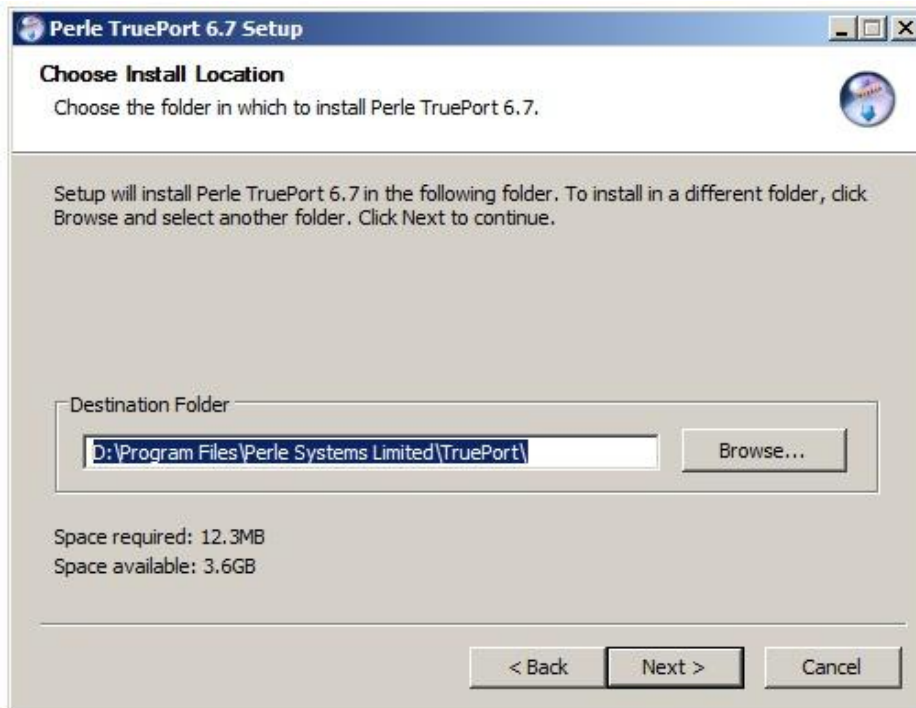 Perle TruePort 6.7 Setup
Choose Install Location
Choose the folder in which to install Perle TruePort 6.7.
Setup will install Perle TruePort 6.7 in the following folder. To install in a different folder, click
Browse and select another folder. Click Next to continue.
Destination Folder
D:\Program Files\Perle Systems Limited\TruePort\
Browse...
Space required: 12.3MB
Space available: 3.6GB
< Back
Next >
Cancel